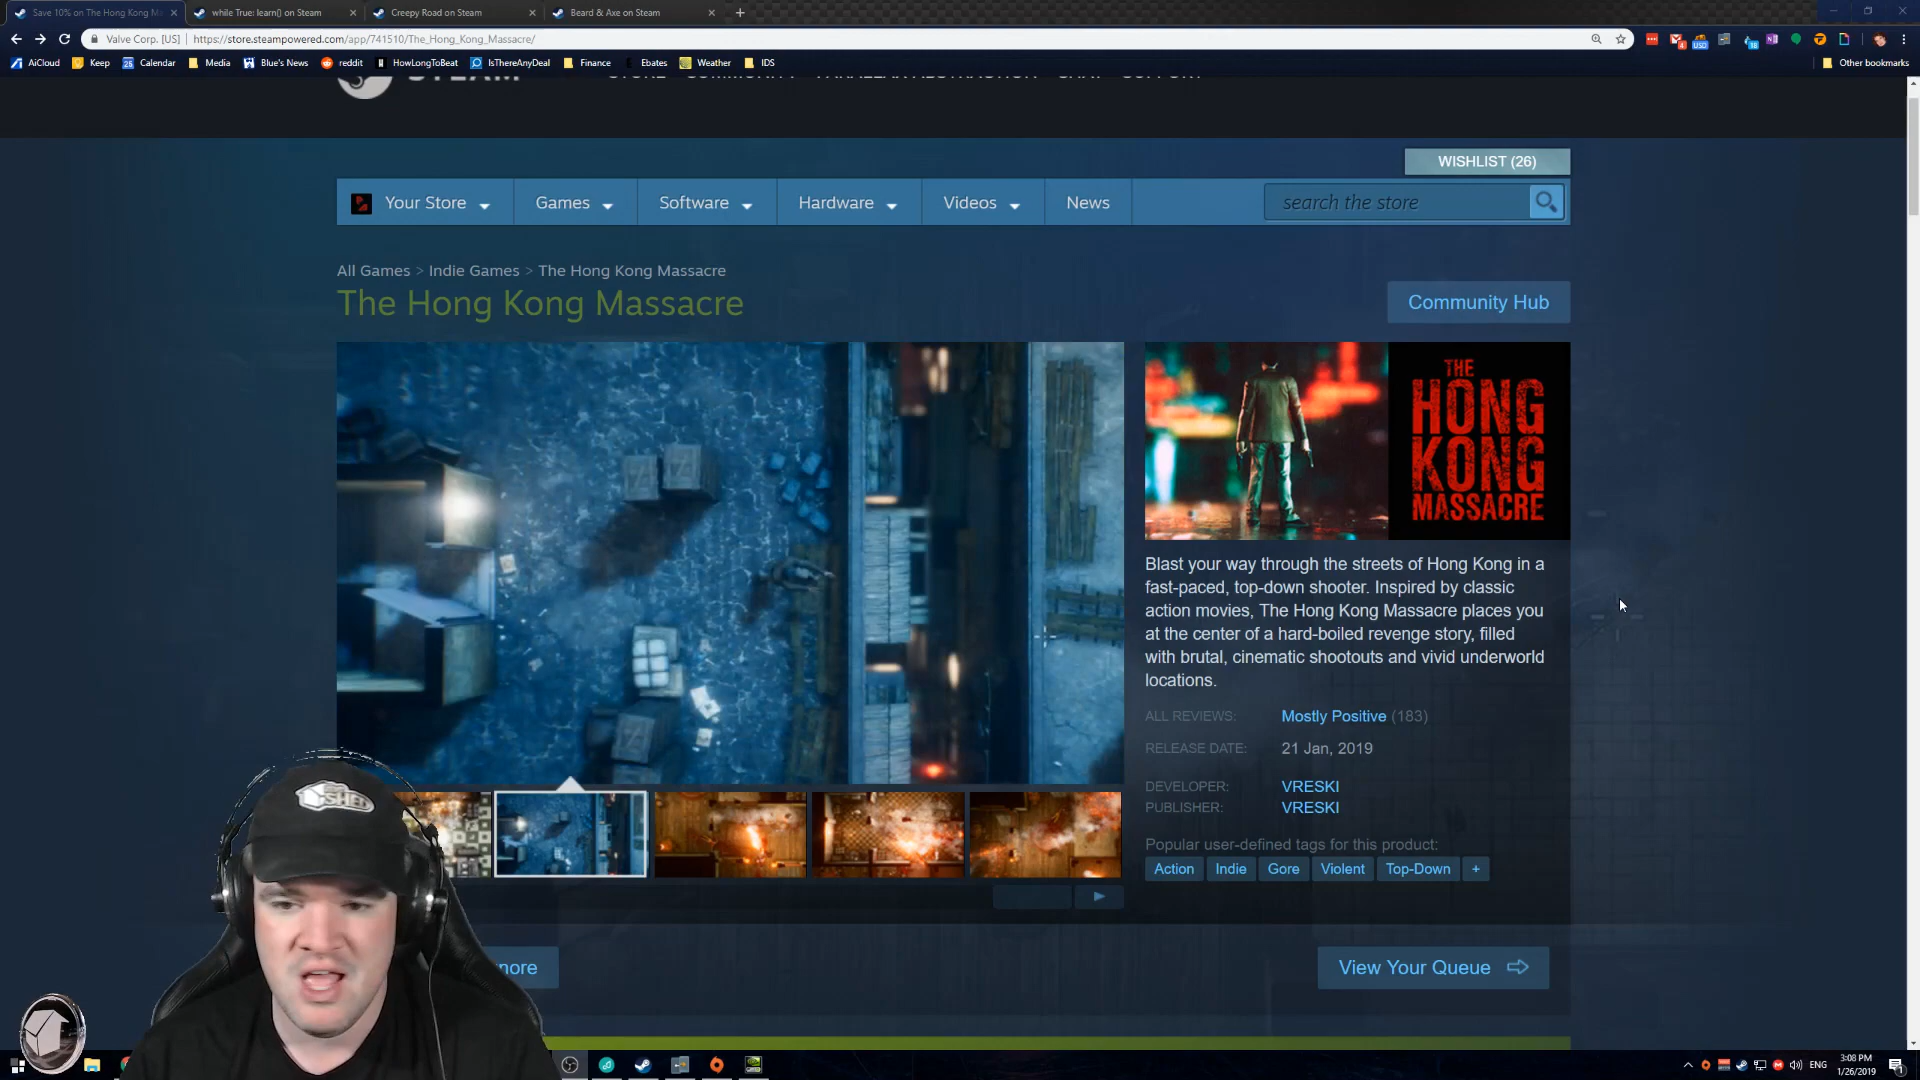 Save 10% on The Hong Kong M
while True: learn() on Steam
Creepy Road on Steam
Beard & Axe on Steam
Valve Corp. [US] https://store.steampowered.com/app/741510/The_Hong_Kong_Massacre/
AiCloud Keep Calendar Media Blue's News reddit HowLongToBeat IsThereAnyDeal Finance Ebates Weather IDS Other bookmarks
WISHLIST (26)
Your Store Games Software Hardware Videos News search the store
All Games > Indie Games > The Hong Kong Massacre
The Hong Kong Massacre
Community Hub
THE
HONG
KONG
MASSACRE
Blast your way through the streets of Hong Kong in a
fast-paced, top-down shooter. Inspired by classic
action movies, The Hong Kong Massacre places you
at the center of a hard-boiled revenge story, filled
with brutal, cinematic shootouts and vivid underworld
locations.
ALL REVIEWS: Mostly Positive (183)
RELEASE DATE: 21 Jan, 2019
DEVELOPER: VRESKI
PUBLISHER: VRESKI
Popular user-defined tags for this product:
Action Indie Gore Violent Top-Down +
View Your Queue
SHED
ENG
3:08 PM
1/26/2019